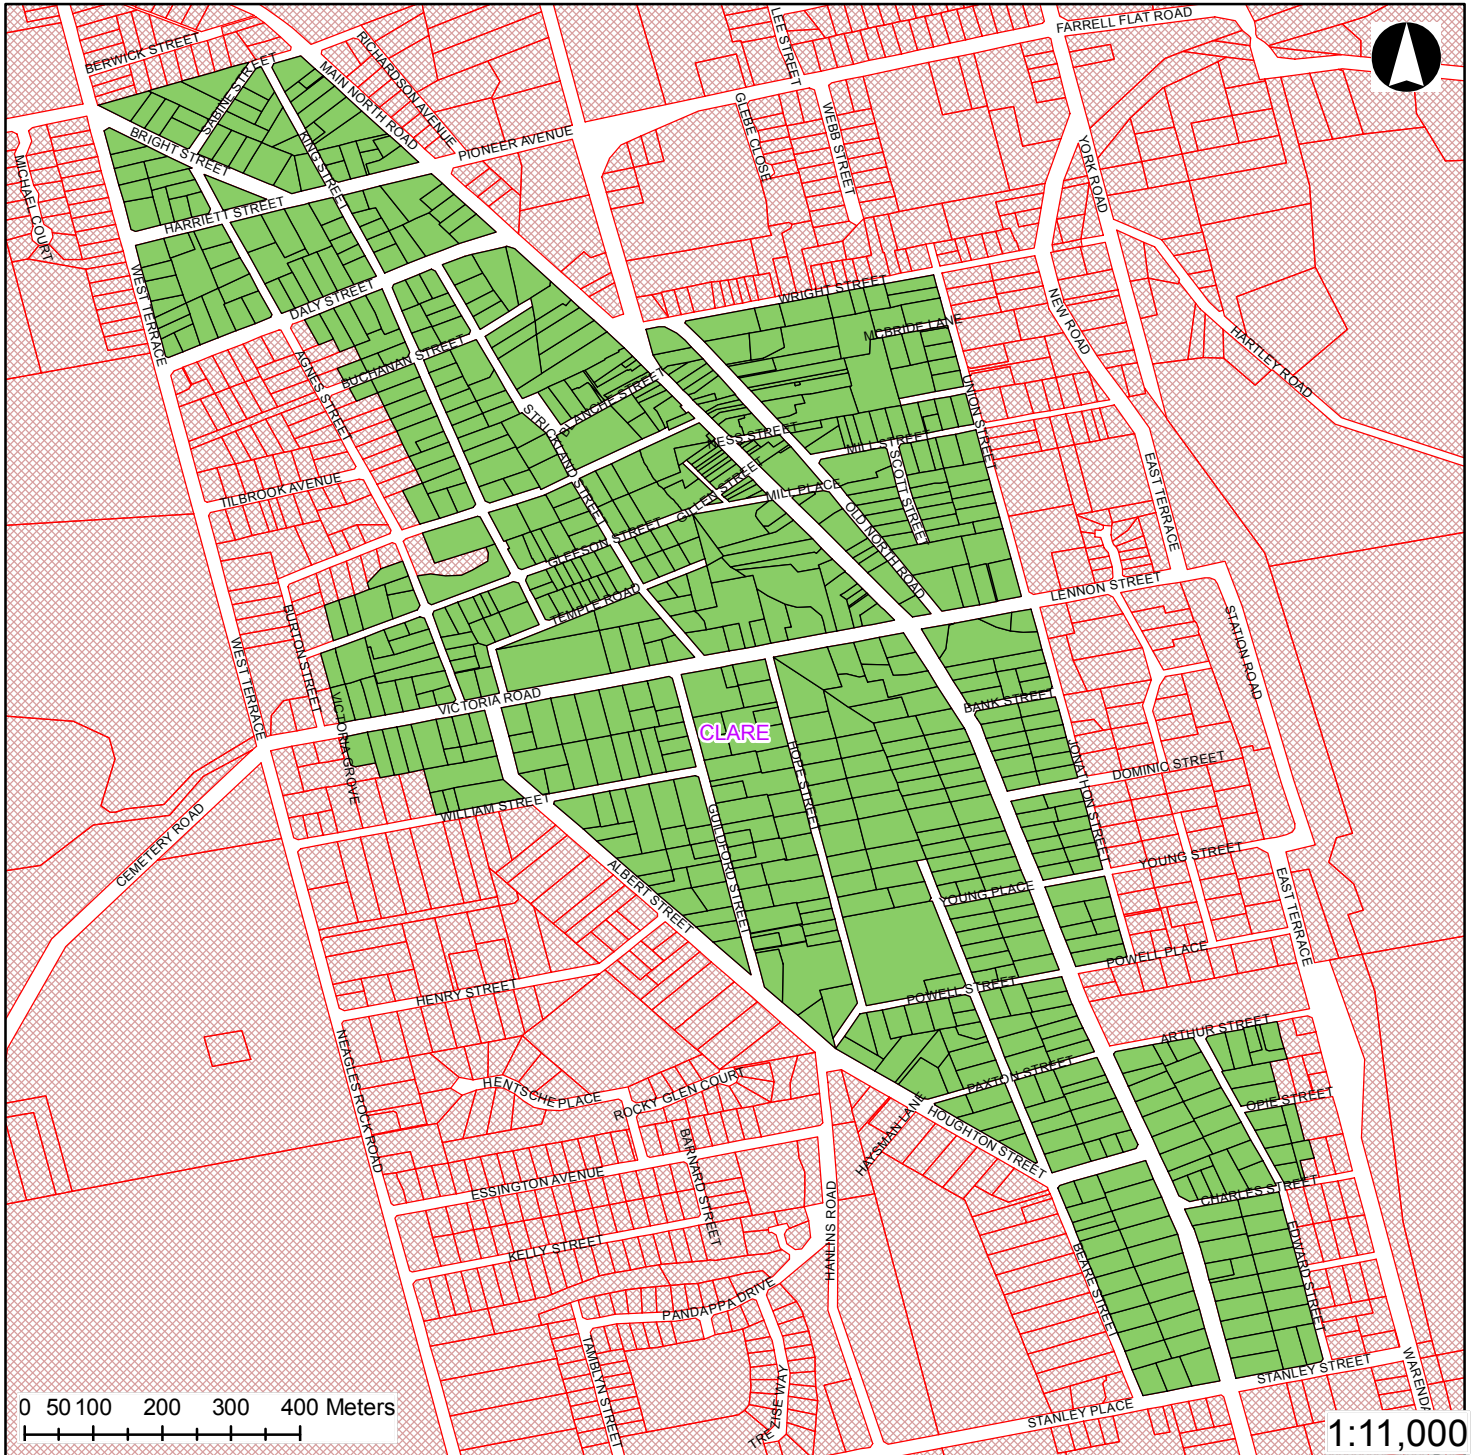 BERWICK STREET
RICHARDSON AVENUE
LEE STREET
FARRELL FLAT ROAD
SABINE STREET
MAIN NORTH ROAD
GLEBE CLOSE
WEBB STREET
BRIGHT STREET
KING STREET
PIONEER AVENUE
YORK ROAD
MICHAEL COURT
HARRIETT STREET
WEST TERRACE
DALY STREET
WRIGHT STREET
NEW ROAD
MCBRIDE LANE
HARTLEY ROAD
AGNES STREET
BUCHANAN STREET
BLANCHE STREET
UNION STREET
STRICKLAND STREET
HESS STREET
MILL STREET
SCOTT STREET
EAST TERRACE
TILBROOK AVENUE
GILLEN STREET
MILL PLACE
OLD NORTH ROAD
GLEESON STREET
TEMPLE ROAD
LENNON STREET
BURTON STREET
WEST TERRACE
STATION ROAD
VICTORIA ROAD
VICTORIA GROVE
BANK STREET
CLARE
HOPE STREET
JONATHON STREET
DOMINIC STREET
WILLIAM STREET
GUILDFORD STREET
CEMETERY ROAD
YOUNG STREET
ALBERT STREET
YOUNG PLACE
EAST TERRACE
POWELL PLACE
HENRY STREET
POWELL STREET
NEAGLES ROCK ROAD
ARTHUR STREET
HENTSCHE PLACE
ROCKY GLEN COURT
PAXTON STREET
OPIE STREET
HAYSMAN LANE
HOUGHTON STREET
BARNARD STREET
ESSINGTON AVENUE
CHARLES STREET
HANLINS ROAD
KELLY STREET
BEARE STREET
EDWARD STREET
PANDAPPA DRIVE
TAMBLYN STREET
TREZISE WAY
STANLEY STREET
STANLEY PLACE
0 50 100 200 300 400 Meters
1:11,000